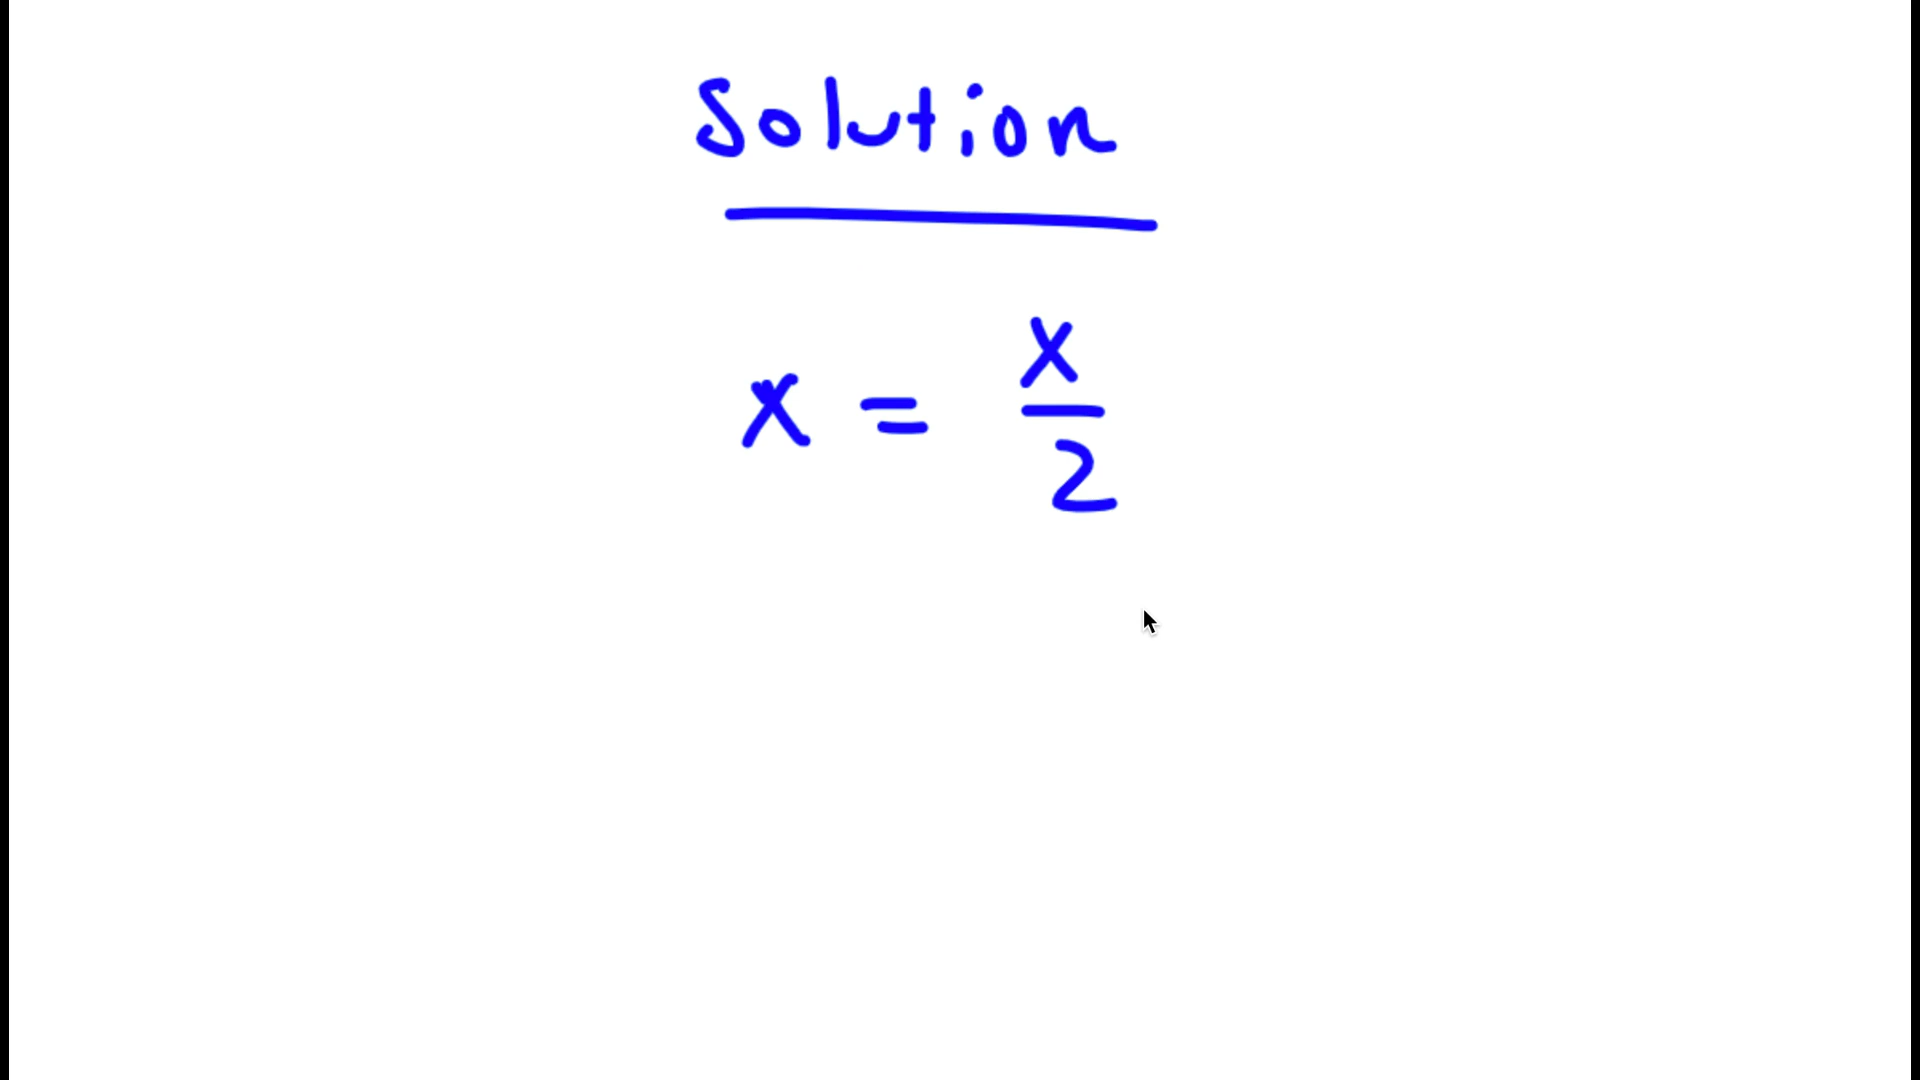 Solution
x = x/2